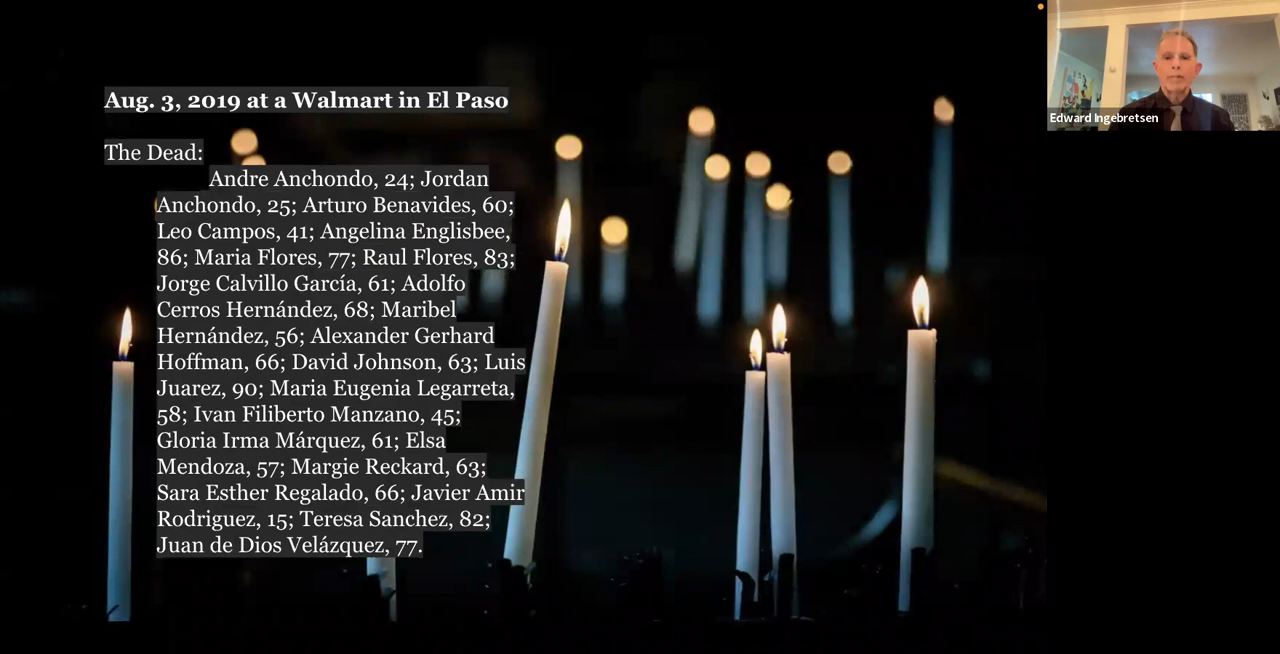 Aug. 3, 2019 at a Walmart in El Paso
The Dead:
Andre Anchondo, 24; Jordan
Anchondo, 25; Arturo Benavides, 60;
Leo Campos, 41; Angelina Englisbee,
86; Maria Flores, 77; Raul Flores, 83;
Jorge Calvillo García, 61; Adolfo
Cerros Hernández, 68; Maribel
Hernández, 56; Alexander Gerhard
Hoffman, 66; David Johnson, 63; Luis
Juarez, 90; Maria Eugenia Legarreta,
58; Ivan Filiberto Manzano, 45;
Gloria Irma Márquez, 61; Elsa
Mendoza, 57; Margie Reckard, 63;
Sara Esther Regalado, 66; Javier Amir
Rodriguez, 15; Teresa Sanchez, 82;
Juan de Dios Velázquez, 77.
Edward Ingebretsen